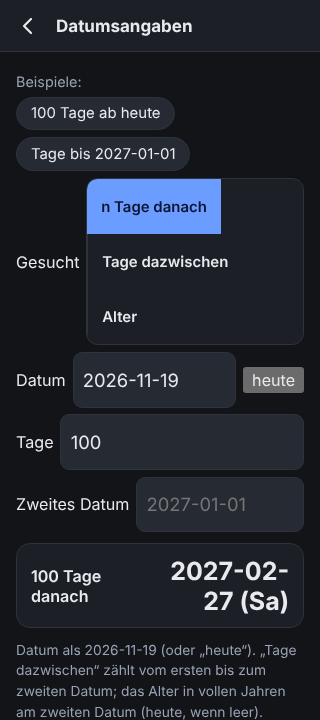 Datumsangaben
Beispiele:
100 Tage ab heute
Tage bis 2027-01-01
n Tage danach
Gesucht
Tage dazwischen
Alter
Datum 2026-11-19 heute
Tage 100
Zweites Datum 2027-01-01
100 Tage danach
2027-02-27 (Sa)
Datum als 2026-11-19 (oder „heute“). „Tage
dazwischen“ zählt vom ersten bis zum
zweiten Datum; das Alter in vollen Jahren
am zweiten Datum (heute, wenn leer).